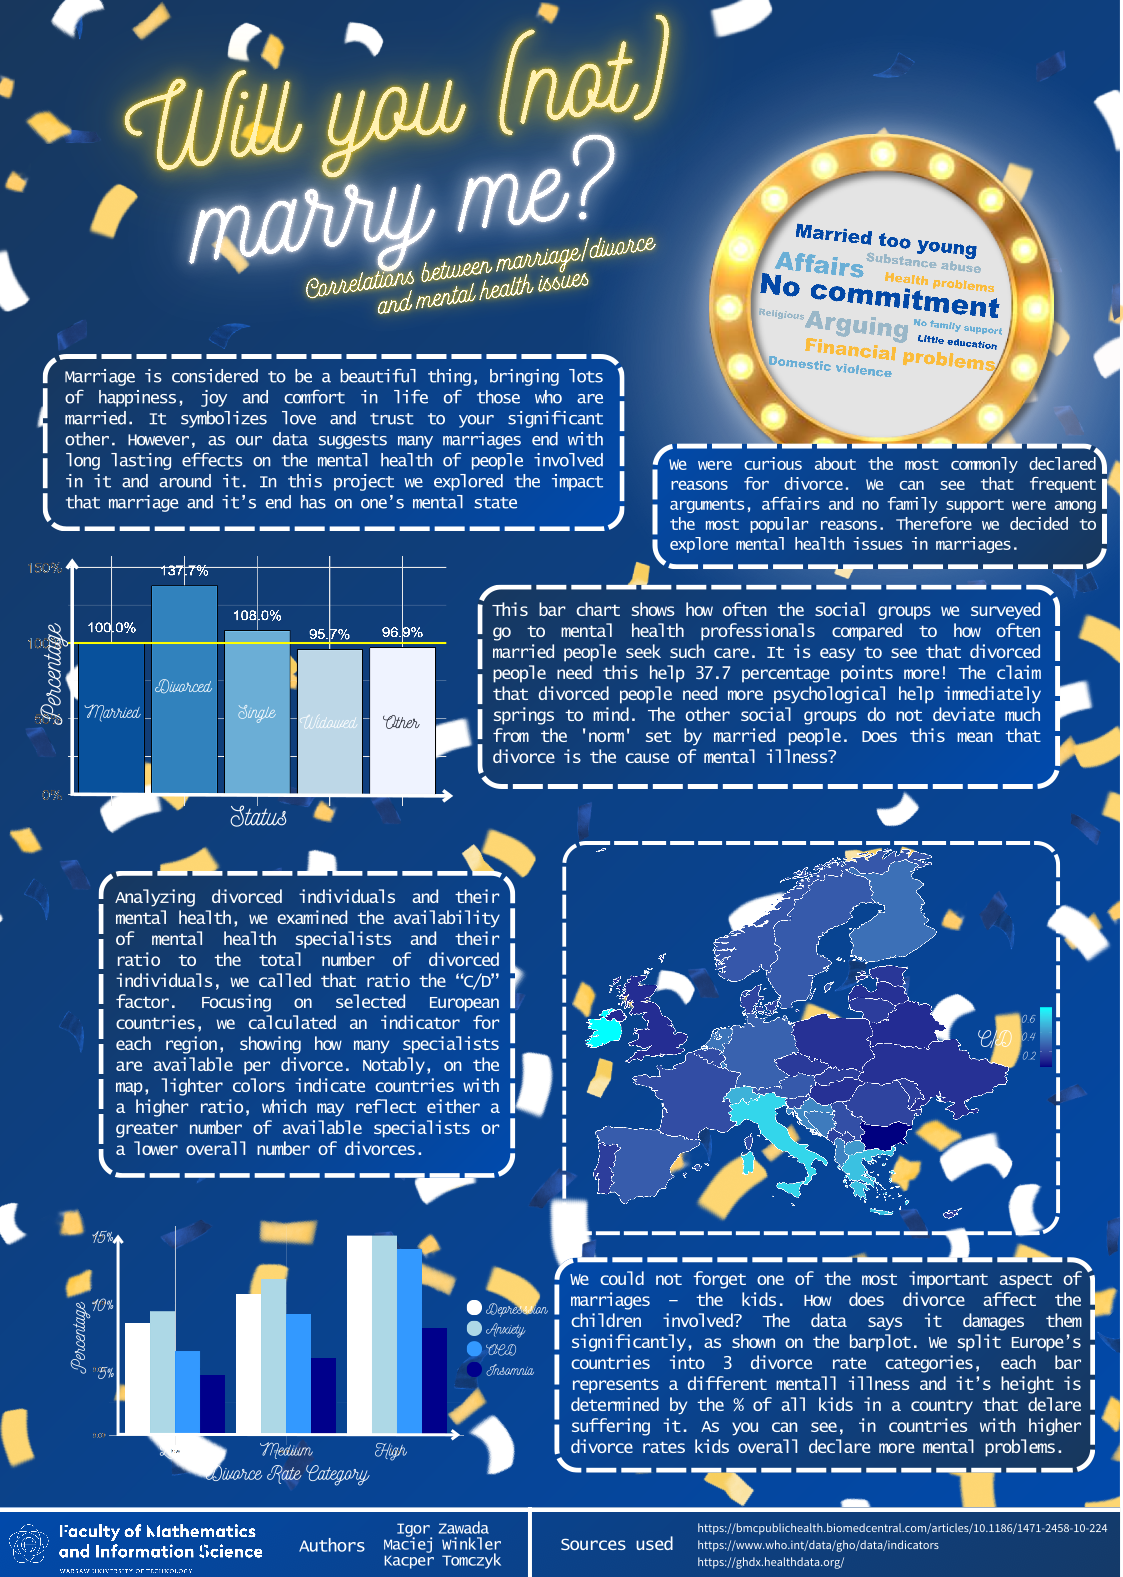 Will you (not)
marry me?
Correlations between marriage/divorce
and mental health issues
Married too young
Affairs
Substance abuse
Health problems
No commitment
Religious
Arguing
No family support
Little education
Financial problems
Domestic violence
Marriage is considered to be a beautiful thing, bringing lots
of happiness, joy and comfort in life of those who are
married. It symbolizes love and trust to your significant
other. However, as our data suggests many marriages end with
long lasting effects on the mental health of people involved
in it and around it. In this project we explored the impact
that marriage and it's end has on one's mental state
We were curious about the most commonly declared
reasons for divorce. We can see that frequent
arguments, affairs and no family support were among
the most popular reasons. Therefore we decided to
explore mental health issues in marriages.
150%
137.7%
108.0%
100.0%
95.7%
96.9%
100%
Percentage
Divorced
Married
Single
Widowed
Other
0%
Status
This bar chart shows how often the social groups we surveyed
go to mental health professionals compared to how often
married people seek such care. It is easy to see that divorced
people need this help 37.7 percentage points more! The claim
that divorced people need more psychological help immediately
springs to mind. The other social groups do not deviate much
from the 'norm' set by married people. Does this mean that
divorce is the cause of mental illness?
Analyzing divorced individuals and their
mental health, we examined the availability
of mental health specialists and their
ratio to the total number of divorced
individuals, we called that ratio the “C/D”
factor. Focusing on selected European
countries, we calculated an indicator for
each region, showing how many specialists
are available per divorce. Notably, on the
map, lighter colors indicate countries with
a higher ratio, which may reflect either a
greater number of available specialists or
a lower overall number of divorces.
C/D
0.6
0.4
0.2
15%
10%
5%
Percentage
Depression
Anxiety
OCD
Insomnia
Medium
High
Divorce Rate Category
We could not forget one of the most important aspect of
marriages – the kids. How does divorce affect the
children involved? The data says it damages them
significantly, as shown on the barplot. We split Europe's
countries into 3 divorce rate categories, each bar
represents a different mentall illness and it's height is
determined by the % of all kids in a country that delare
suffering it. As you can see, in countries with higher
divorce rates kids overall declare more mental problems.
Faculty of Mathematics
and Information Science
WARSAW UNIVERSITY OF TECHNOLOGY
Authors
Igor Zawada
Maciej Winkler
Kacper Tomczyk
Sources used
https://bmcpublichealth.biomedcentral.com/articles/10.1186/1471-2458-10-224
https://www.who.int/data/gho/data/indicators
https://ghdx.healthdata.org/